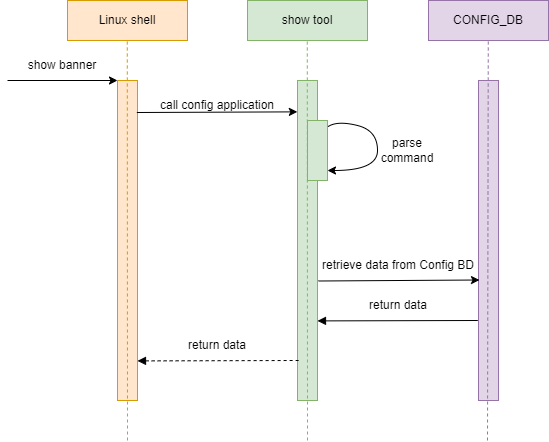 Linux shell
show tool
CONFIG_DB
show banner
call config application
parse
command
retrieve data from Config BD
return data
return data